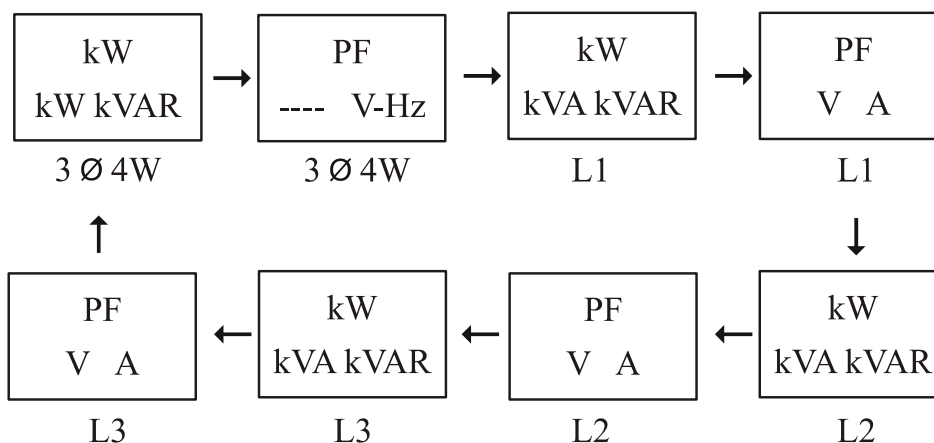 kW
kW kVAR
3 Ø 4W
PF
---- V-Hz
3 Ø 4W
kW
kVA kVAR
L1
PF
V A
L1
kW
kVA kVAR
L2
PF
V A
L2
kW
kVA kVAR
L3
PF
V A
L3